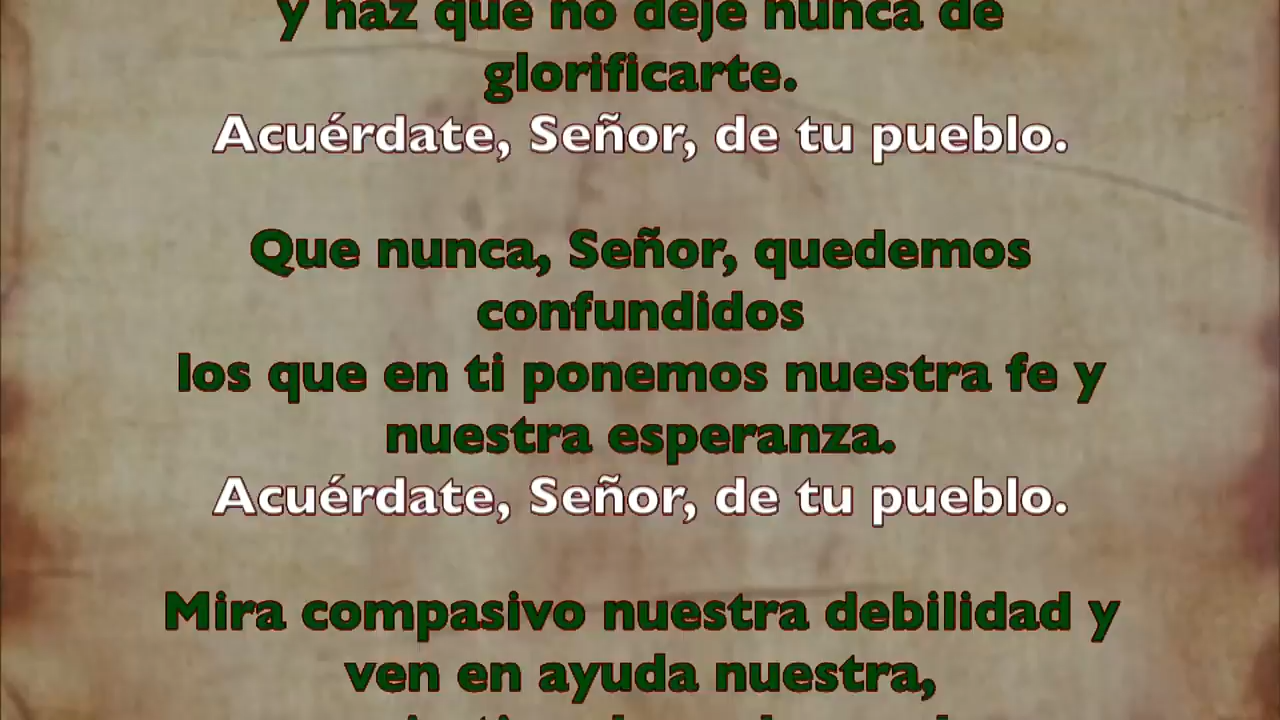 y haz que no deje nunca de
glorificarte.
Acuérdate, Señor, de tu pueblo.
Que nunca, Señor, quedemos
confundidos
los que en ti ponemos nuestra fe y
nuestra esperanza.
Acuérdate, Señor, de tu pueblo.
Mira compasivo nuestra debilidad y
ven en ayuda nuestra,